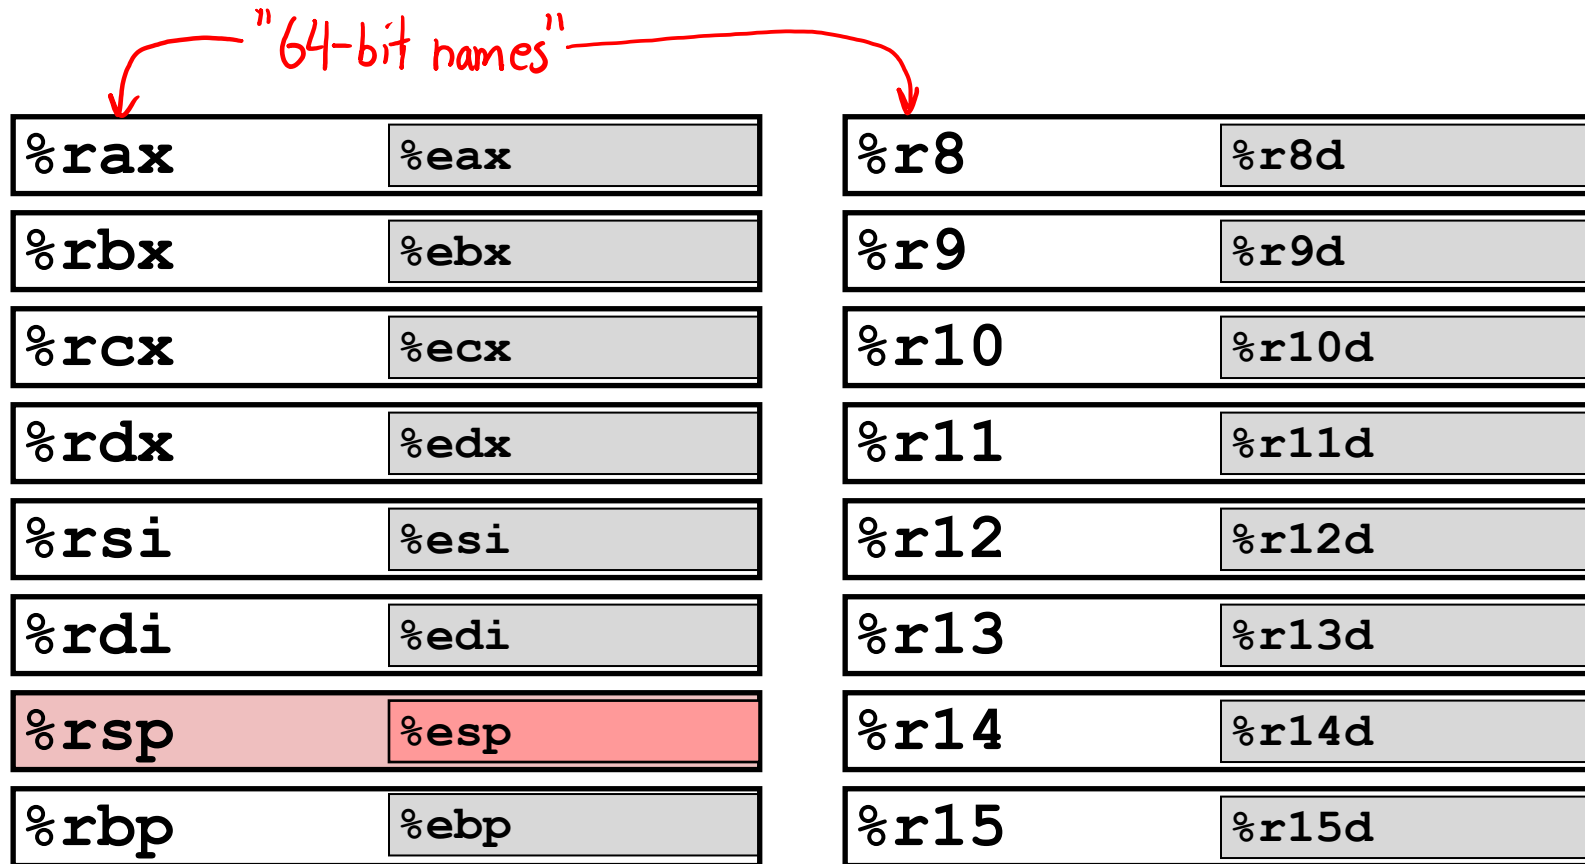 "64-bit names"
%rax %eax %r8 %r8d
%rbx %ebx %r9 %r9d
%rcx %ecx %r10 %r10d
%rdx %edx %r11 %r11d
%rsi %esi %r12 %r12d
%rdi %edi %r13 %r13d
%rsp %esp %r14 %r14d
%rbp %ebp %r15 %r15d